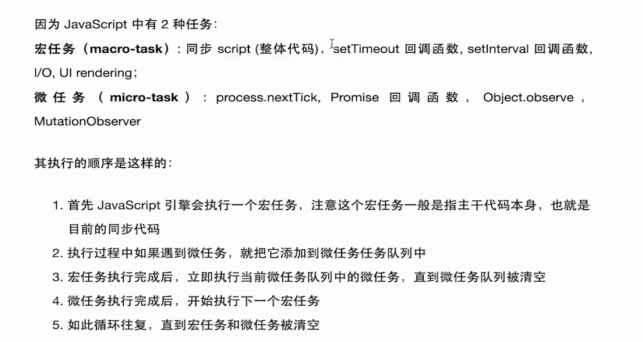 因为 JavaScript 中有 2 种任务：
宏任务（macro-task）: 同步 script (整体代码)，setTimeout 回调函数, setInterval 回调函数,
I/O, UI rendering；
微任务（micro-task）: process.nextTick, Promise 回调函数，Object.observe，
MutationObserver
其执行的顺序是这样的：
1. 首先 JavaScript 引擎会执行一个宏任务，注意这个宏任务一般是指主干代码本身，也就是
目前的同步代码
2. 执行过程中如果遇到微任务，就把它添加到微任务任务队列中
3. 宏任务执行完成后，立即执行当前微任务队列中的微任务，直到微任务队列被清空
4. 微任务执行完成后，开始执行下一个宏任务
5. 如此循环往复，直到宏任务和微任务被清空